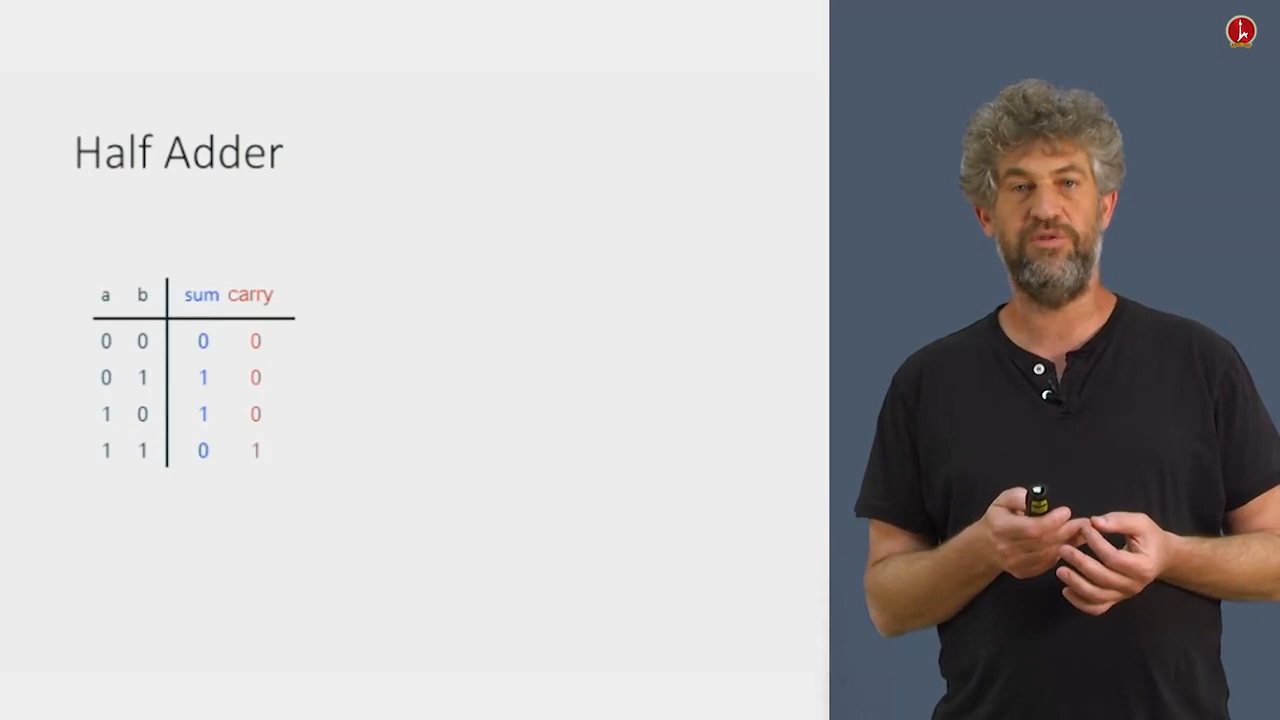 Half Adder
a b sum carry
0 0 0 0
0 1 1 0
1 0 1 0
1 1 0 1